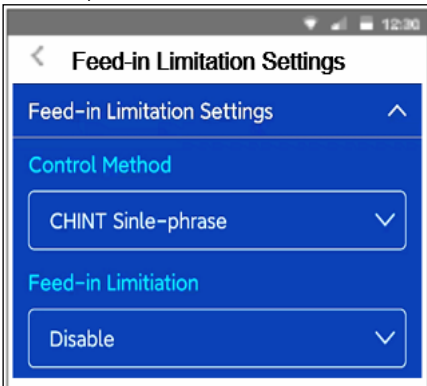 12:30
Feed-in Limitation Settings
Feed-in Limitation Settings
Control Method
CHINT Sinle-phrase
Feed-in Limitiation
Disable